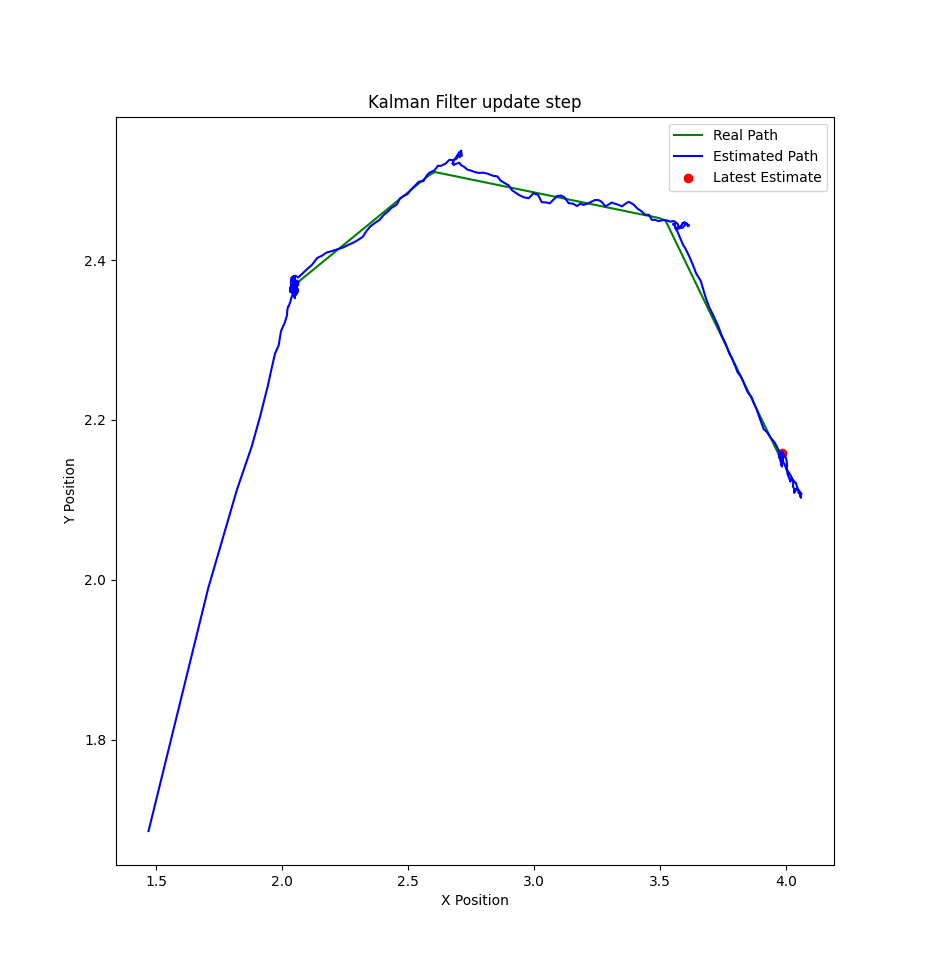 Kalman Filter update step
Real Path
Estimated Path
Latest Estimate
2.4
2.2
2.0
1.8
Y Position
1.5 2.0 2.5 3.0 3.5 4.0
X Position